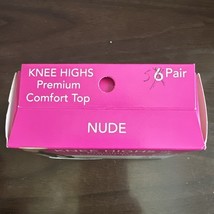 KNEE HIGHS
Premium
Comfort Top
6 Pair
NUDE
KNEE HIGHS